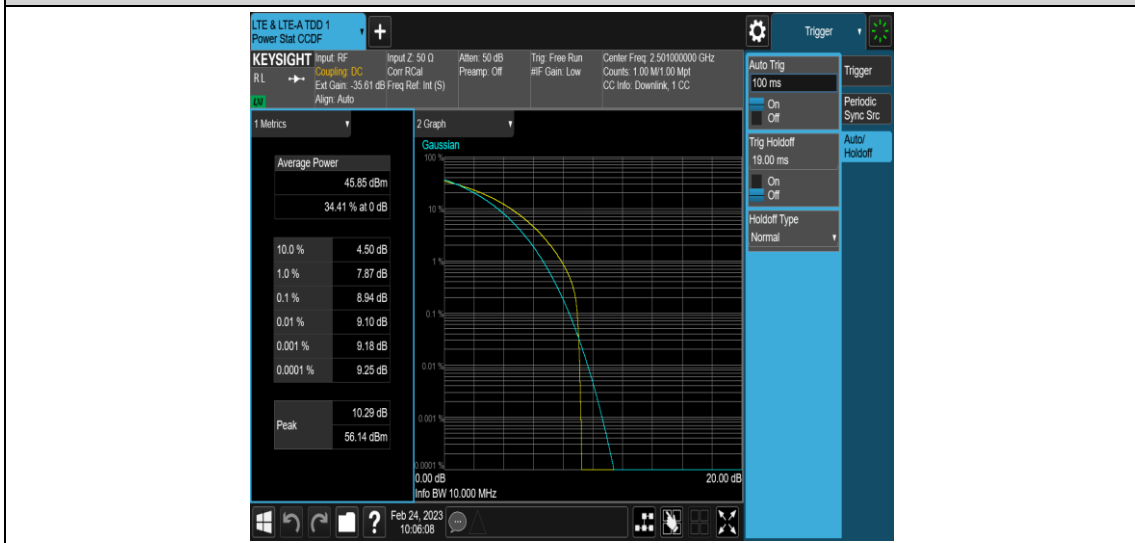 LTE & LTE-A TDD 1
Power Stat CCDF
+
Trigger
KEYSIGHT
R L
LXI
Input: RF
Coupling: DC
Ext Gain: -35.61 dB
Align: Auto
Input Z: 50 Ω
Corr RCal
Freq Ref: Int (S)
Atten: 50 dB
Preamp: Off
Trig: Free Run
#IF Gain: Low
Center Freq: 2.501000000 GHz
Counts: 1.00 M/1.00 Mpt
CC Info: Downlink, 1 CC
1 Metrics
Average Power
45.85 dBm
34.41 % at 0 dB
10.0 % 4.50 dB
1.0 % 7.87 dB
0.1 % 8.94 dB
0.01 % 9.10 dB
0.001 % 9.18 dB
0.0001 % 9.25 dB
Peak
10.29 dB
56.14 dBm
2 Graph
Gaussian
100 %
10 %
1 %
0.1 %
0.01 %
0.001 %
0.0001 %
0.00 dB 20.00 dB
Info BW 10.000 MHz
Auto Trig
100 ms
On
Off
Trig Holdoff
19.00 ms
On
Off
Holdoff Type
Normal
Trigger
Periodic
Sync Src
Auto/
Holdoff
?
Feb 24, 2023
10:06:08